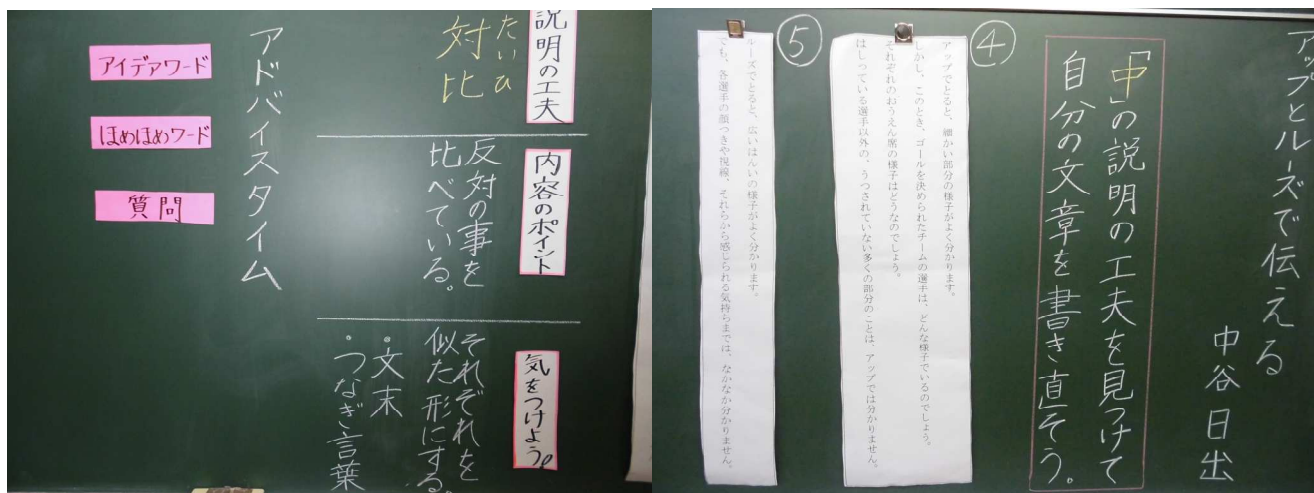 アップとルーズで伝える
中谷日出
「中」の説明の工夫を見つけて
自分の文章を書き直そう。
④
アップでとると、細かい部分の様子がよく分かります。
しかし、このとき、ゴールを決められたチームの選手は、どんな様子でいるのでしょう。
それぞれのおうえん席の様子はどうなのでしょう。
はしっている選手以外の、うつされていない多くの部分のことは、アップでは分かりません。
⑤
ルーズでとると、広いはんいの様子がよく分かります。
でも、各選手の顔つきや視線、それらから感じられる気持ちまでは、なかなか分かりません。
説明の工夫
たいひ
対比
内容のポイント
反対の事を
比べている。
気をつけよう
それぞれを
似た形にする。
・文末
・つなぎ言葉
アドバイスタイム
アイデアワード
ほめほめワード
質問